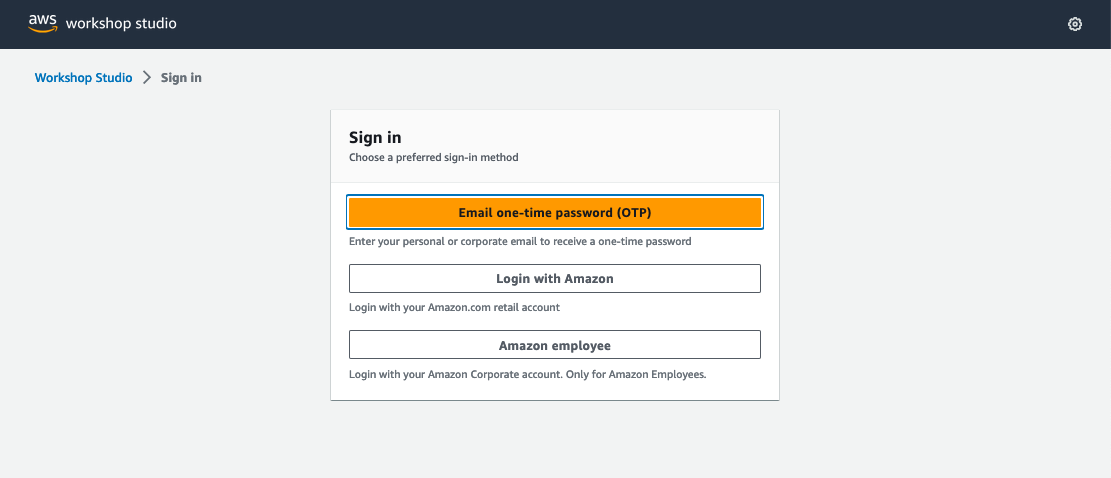 aws workshop studio
Workshop Studio > Sign in
Sign in
Choose a preferred sign-in method
Email one-time password (OTP)
Enter your personal or corporate email to receive a one-time password
Login with Amazon
Login with your Amazon.com retail account
Amazon employee
Login with your Amazon Corporate account. Only for Amazon Employees.